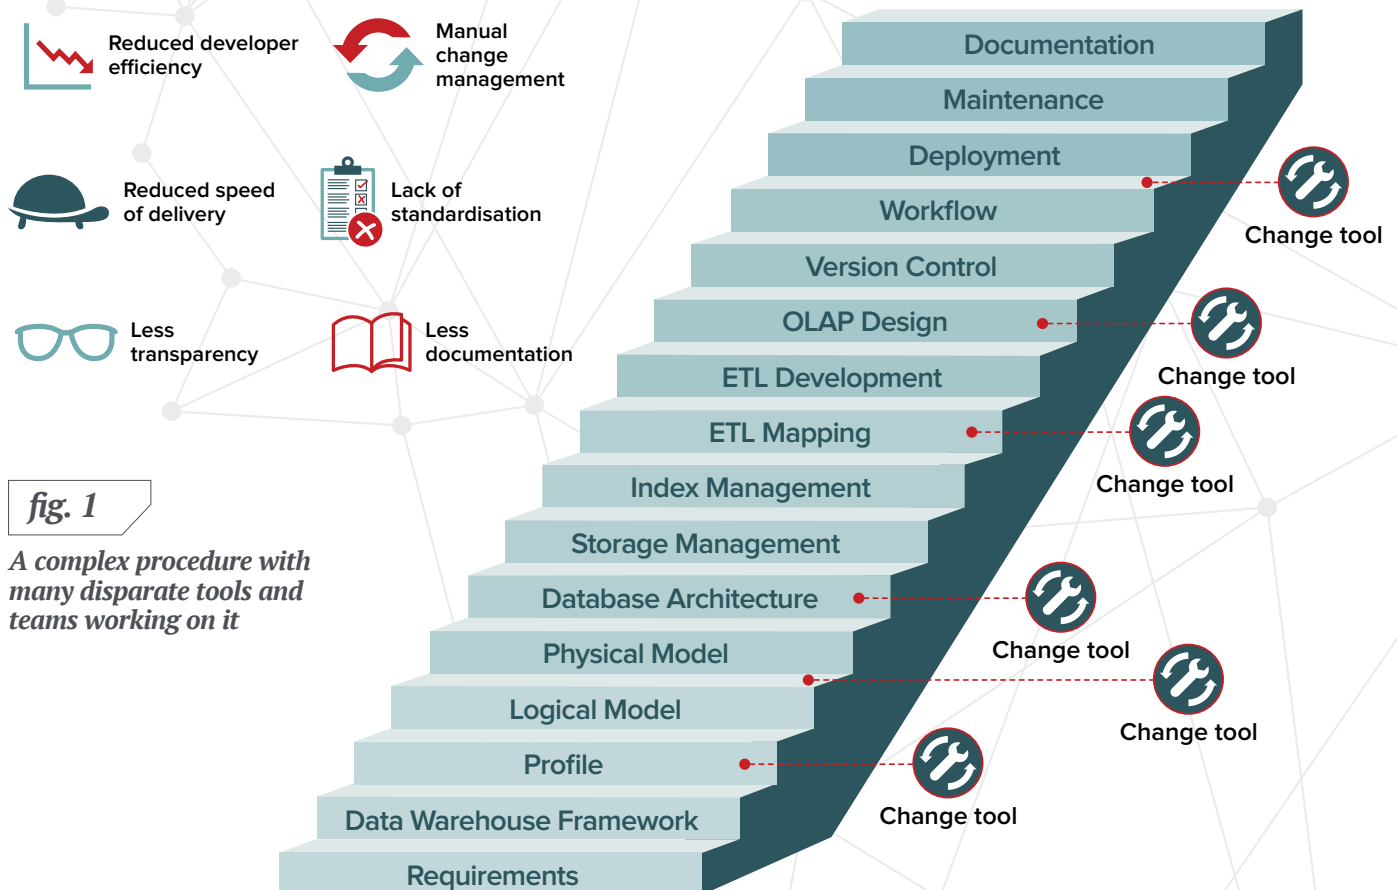 Reduced developer
efficiency
Manual
change
management
Reduced speed
of delivery
Lack of
standardisation
Less
transparency
Less
documentation
fig. 1
A complex procedure with
many disparate tools and
teams working on it
Documentation
Maintenance
Deployment
Change tool
Workflow
Version Control
OLAP Design
Change tool
ETL Development
ETL Mapping
Change tool
Index Management
Storage Management
Database Architecture
Change tool
Physical Model
Change tool
Logical Model
Profile
Change tool
Data Warehouse Framework
Requirements